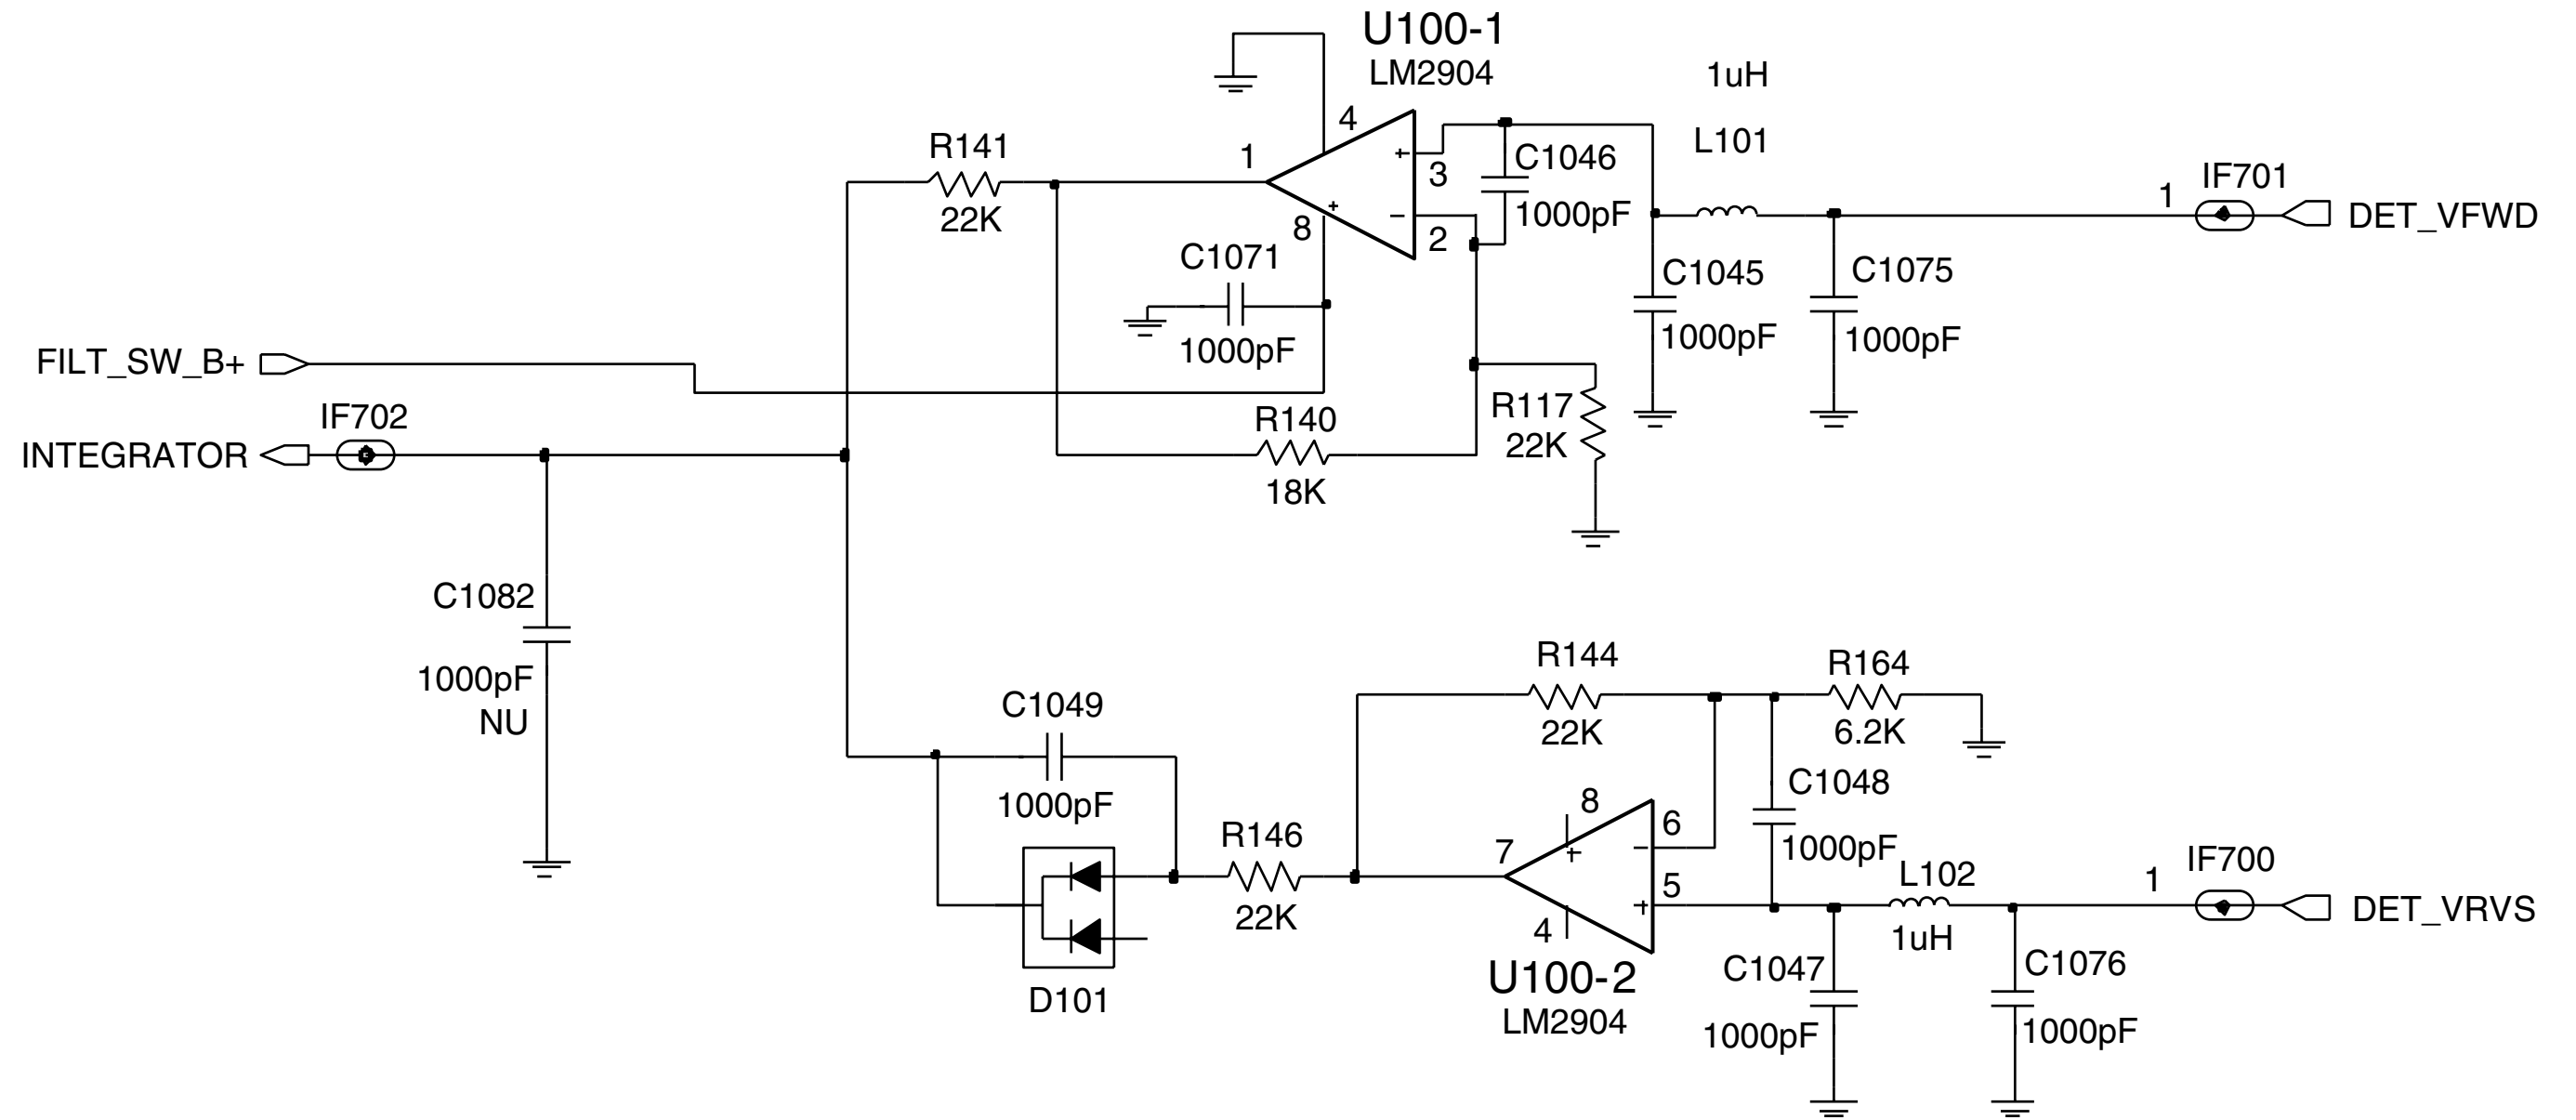 U100-1
LM2904
1uH
4
R141
1
+
3
C1046
L101
IF701
1
22K
+
8
−
2
1000pF
DET_VFWD
C1071
C1045
C1075
1000pF
1000pF
1000pF
FILT_SW_B+
IF702
R140
R117
22K
INTEGRATOR
18K
C1082
1000pF
NU
R144
R164
22K
6.2K
C1049
1000pF
C1048
8
R146
7
+
−
6
1000pF
L102
1
IF700
22K
4
+
5
1uH
DET_VRVS
D101
U100-2
LM2904
C1047
1000pF
C1076
1000pF